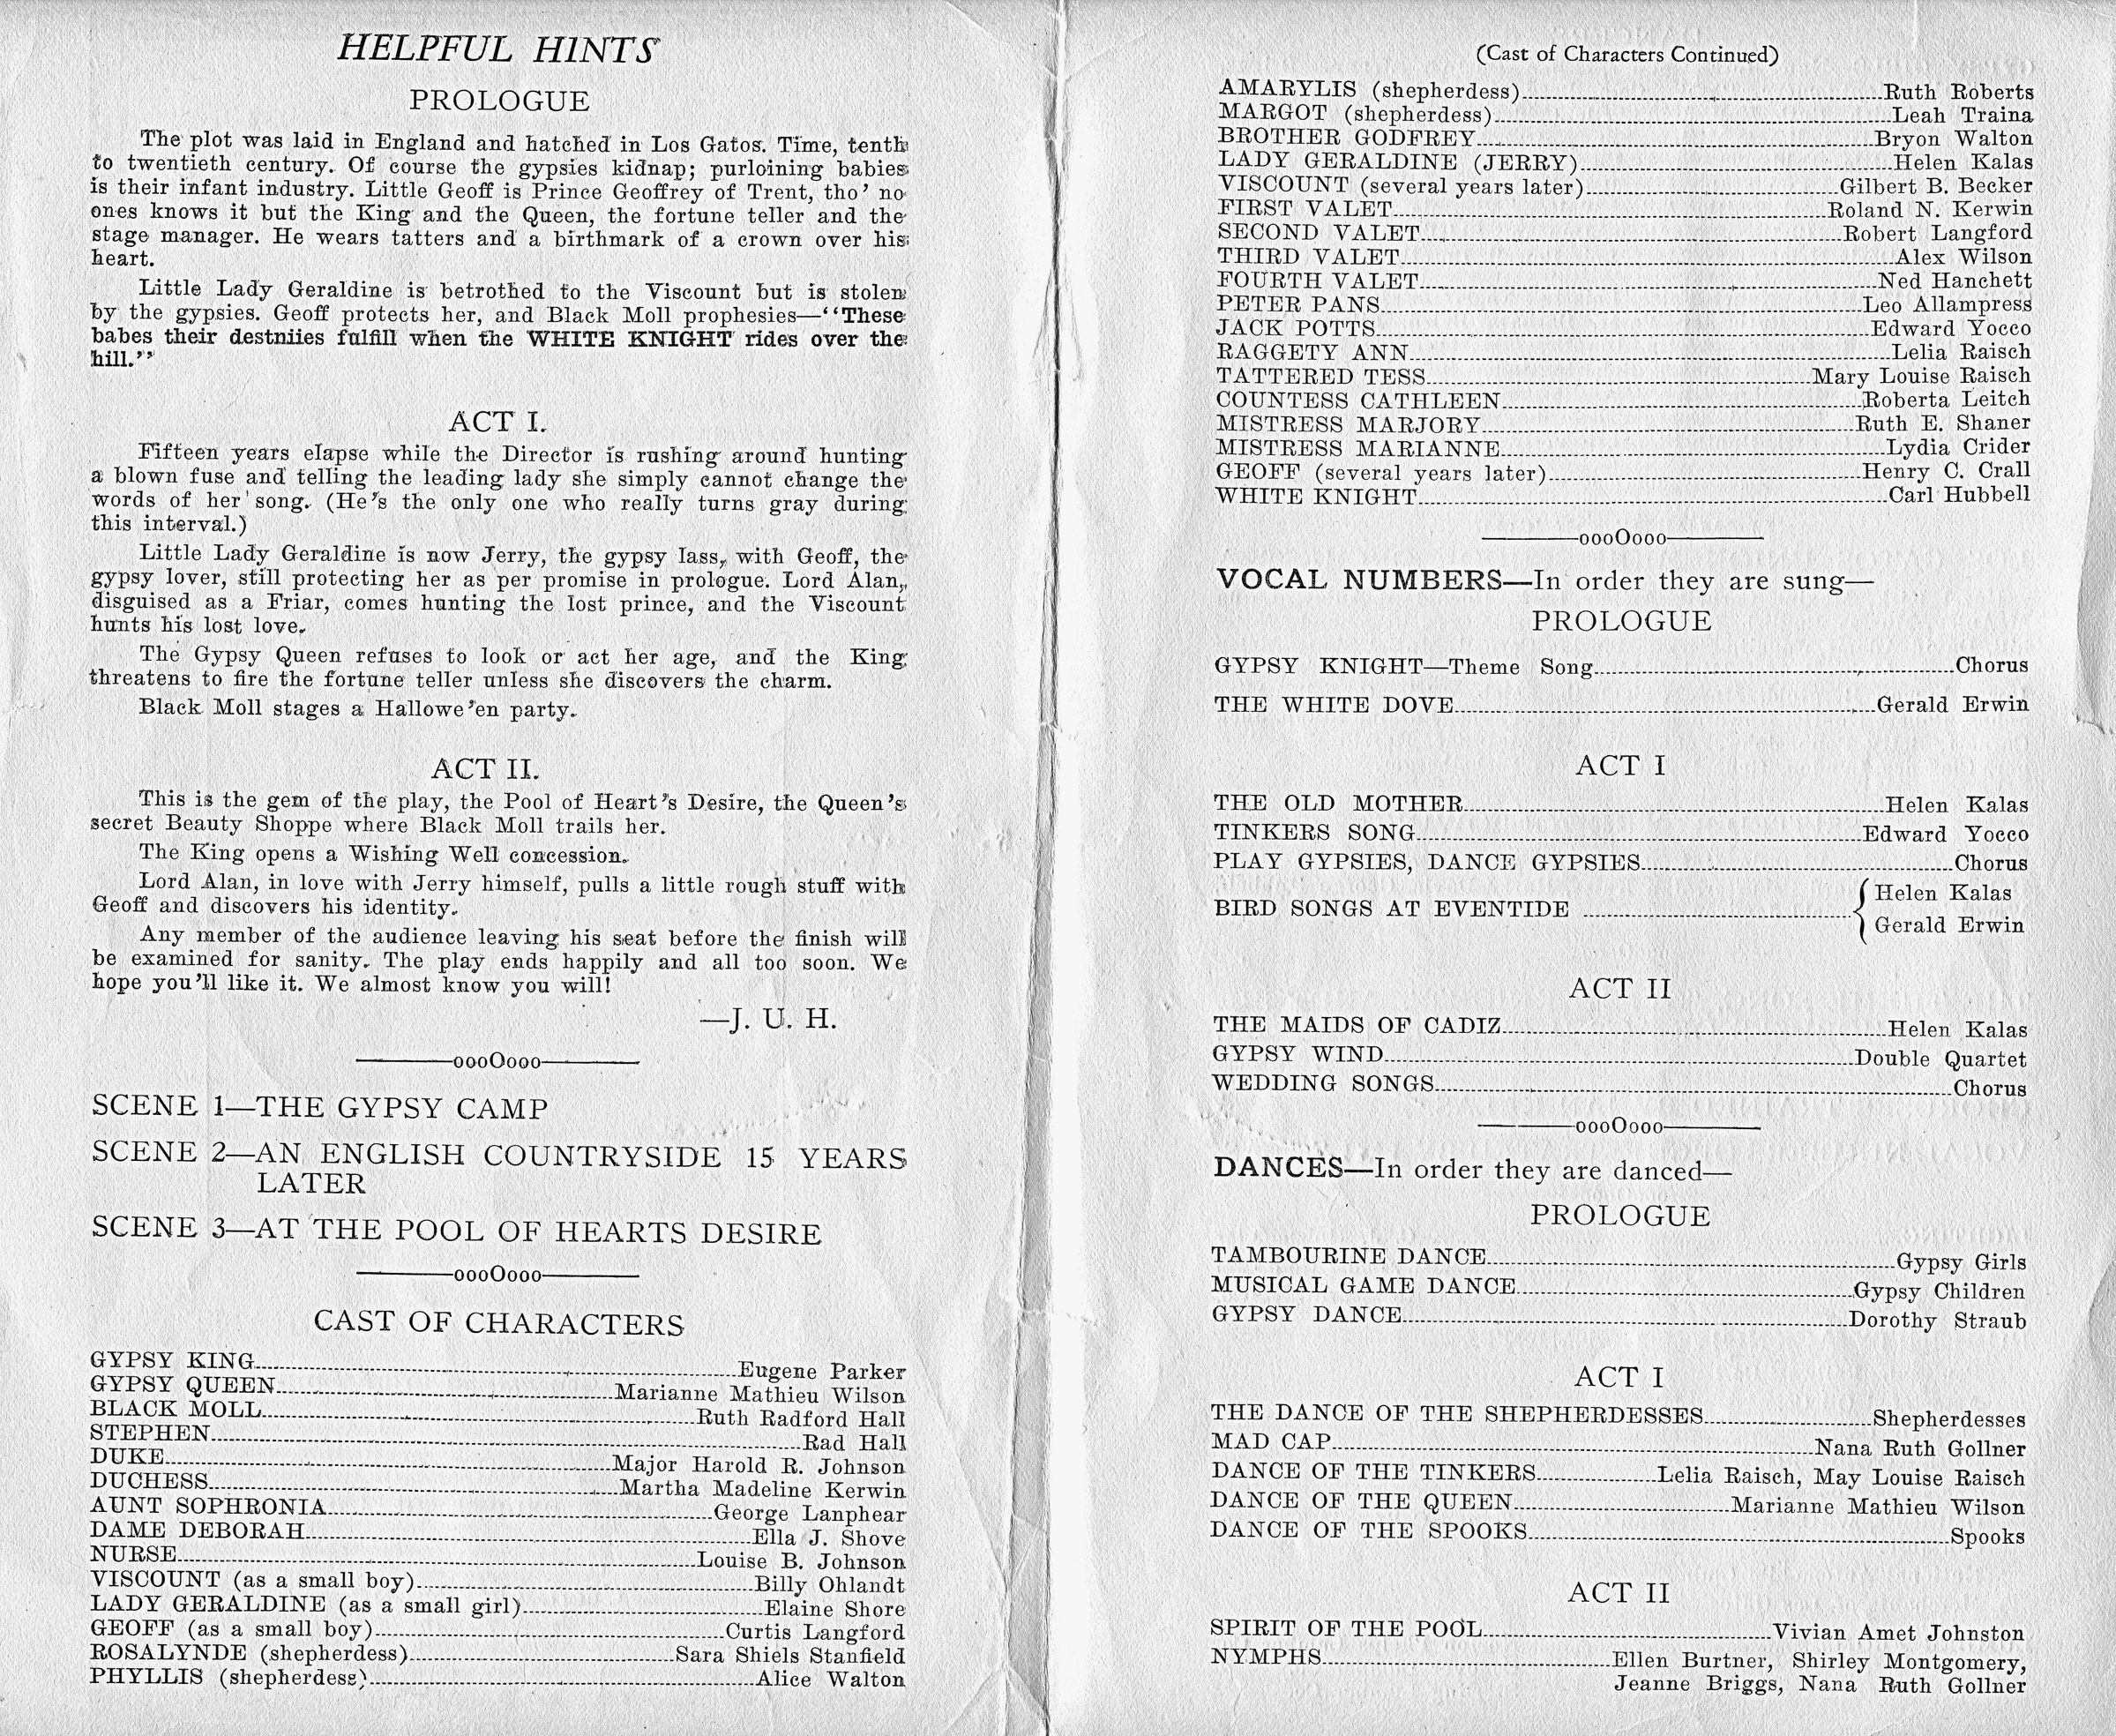 HELPFUL HINTS
PROLOGUE
The plot was laid in England and hatched in Los Gatos. Time, tenth
to twentieth century. Of course the gypsies kidnap; purloining babies
is their infant industry. Little Geoff is Prince Geoffrey of Trent, tho' no
ones knows it but the King and the Queen, the fortune teller and the
stage manager. He wears tatters and a birthmark of a crown over his
heart.
Little Lady Geraldine is betrothed to the Viscount but is stolen
by the gypsies. Geoff protects her, and Black Moll prophesies—"These
babes their destniies fulfill when the WHITE KNIGHT rides over the
hill."
ACT I.
Fifteen years elapse while the Director is rushing around hunting
a blown fuse and telling the leading lady she simply cannot change the
words of her song. (He's the only one who really turns gray during
this interval.)
Little Lady Geraldine is now Jerry, the gypsy lass, with Geoff, the
gypsy lover, still protecting her as per promise in prologue. Lord Alan,
disguised as a Friar, comes hunting the lost prince, and the Viscount
hunts his lost love.
The Gypsy Queen refuses to look or act her age, and the King
threatens to fire the fortune teller unless she discovers the charm.
Black Moll stages a Hallowe'en party.
ACT II.
This is the gem of the play, the Pool of Heart's Desire, the Queen's
secret Beauty Shoppe where Black Moll trails her.
The King opens a Wishing Well concession.
Lord Alan, in love with Jerry himself, pulls a little rough stuff with
Geoff and discovers his identity.
Any member of the audience leaving his seat before the finish will
be examined for sanity. The play ends happily and all too soon. We
hope you'll like it. We almost know you will!
—J. U. H.
oooOooo
SCENE 1—THE GYPSY CAMP
SCENE 2—AN ENGLISH COUNTRYSIDE 15 YEARS
LATER
SCENE 3—AT THE POOL OF HEARTS DESIRE
oooOooo
CAST OF CHARACTERS
GYPSY KING Eugene Parker
GYPSY QUEEN Marianne Mathieu Wilson
BLACK MOLL Ruth Radford Hall
STEPHEN Rad Hall
DUKE Major Harold R. Johnson
DUCHESS Martha Madeline Kerwin
AUNT SOPHRONIA George Lanphear
DAME DEBORAH Ella J. Shove
NURSE Louise B. Johnson
VISCOUNT (as a small boy) Billy Ohlandt
LADY GERALDINE (as a small girl) Elaine Shore
GEOFF (as a small boy) Curtis Langford
ROSALYNDE (shepherdess) Sara Shiels Stanfield
PHYLLIS (shepherdess) Alice Walton
(Cast of Characters Continued)
AMARYLIS (shepherdess) Ruth Roberts
MARGOT (shepherdess) Leah Traina
BROTHER GODFREY Bryon Walton
LADY GERALDINE (JERRY) Helen Kalas
VISCOUNT (several years later) Gilbert B. Becker
FIRST VALET Roland N. Kerwin
SECOND VALET Robert Langford
THIRD VALET Alex Wilson
FOURTH VALET Ned Hanchett
PETER PANS Leo Allampress
JACK POTTS Edward Yocco
RAGGETY ANN Lelia Raisch
TATTERED TESS Mary Louise Raisch
COUNTESS CATHLEEN Roberta Leitch
MISTRESS MARJORY Ruth E. Shaner
MISTRESS MARIANNE Lydia Crider
GEOFF (several years later) Henry C. Crall
WHITE KNIGHT Carl Hubbell
oooOooo
VOCAL NUMBERS—In order they are sung—
PROLOGUE
GYPSY KNIGHT—Theme Song Chorus
THE WHITE DOVE Gerald Erwin
ACT I
THE OLD MOTHER Helen Kalas
TINKERS SONG Edward Yocco
PLAY GYPSIES, DANCE GYPSIES Chorus
BIRD SONGS AT EVENTIDE { Helen Kalas
Gerald Erwin
ACT II
THE MAIDS OF CADIZ Helen Kalas
GYPSY WIND Double Quartet
WEDDING SONGS Chorus
oooOooo
DANCES—In order they are danced—
PROLOGUE
TAMBOURINE DANCE Gypsy Girls
MUSICAL GAME DANCE Gypsy Children
GYPSY DANCE Dorothy Straub
ACT I
THE DANCE OF THE SHEPHERDESSES Shepherdesses
MAD CAP Nana Ruth Gollner
DANCE OF THE TINKERS Lelia Raisch, May Louise Raisch
DANCE OF THE QUEEN Marianne Mathieu Wilson
DANCE OF THE SPOOKS Spooks
ACT II
SPIRIT OF THE POOL Vivian Amet Johnston
NYMPHS Ellen Burtner, Shirley Montgomery,
Jeanne Briggs, Nana Ruth Gollner